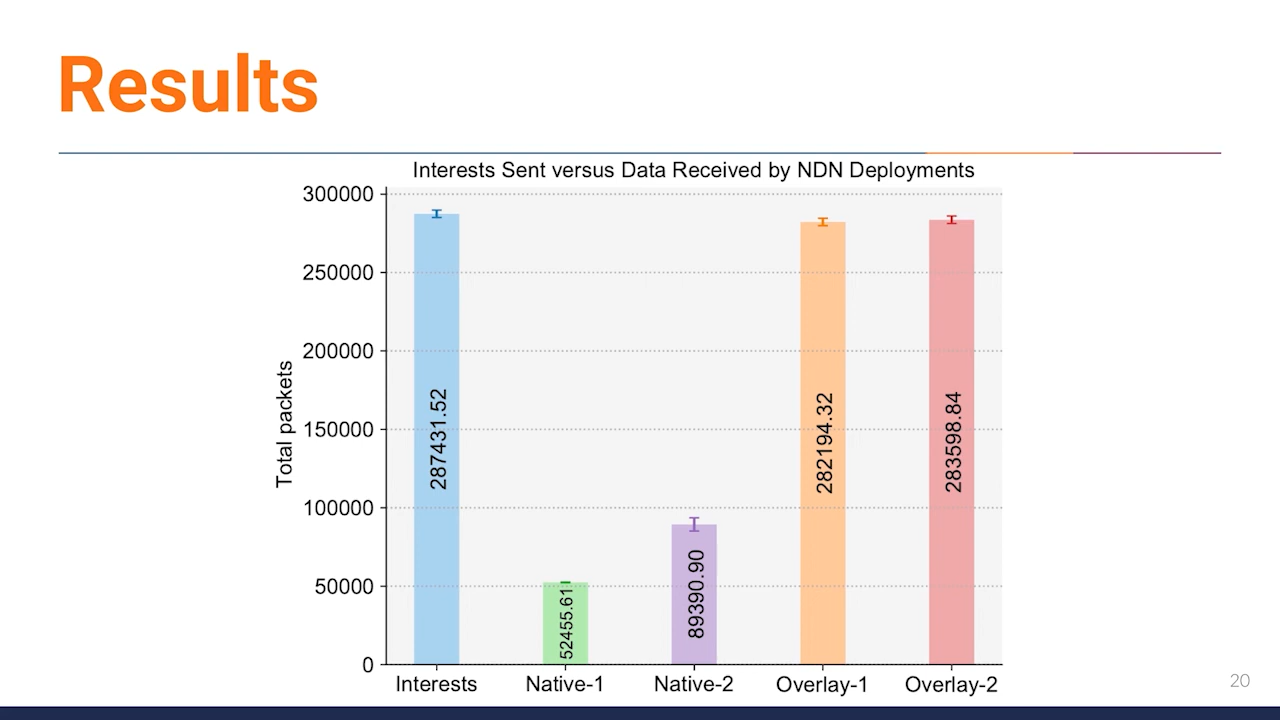 Results
Interests Sent versus Data Received by NDN Deployments
Total packets
300000
250000
200000
150000
100000
50000
0
287431.52
52455.61
89390.90
282194.32
283598.84
Interests
Native-1
Native-2
Overlay-1
Overlay-2
20